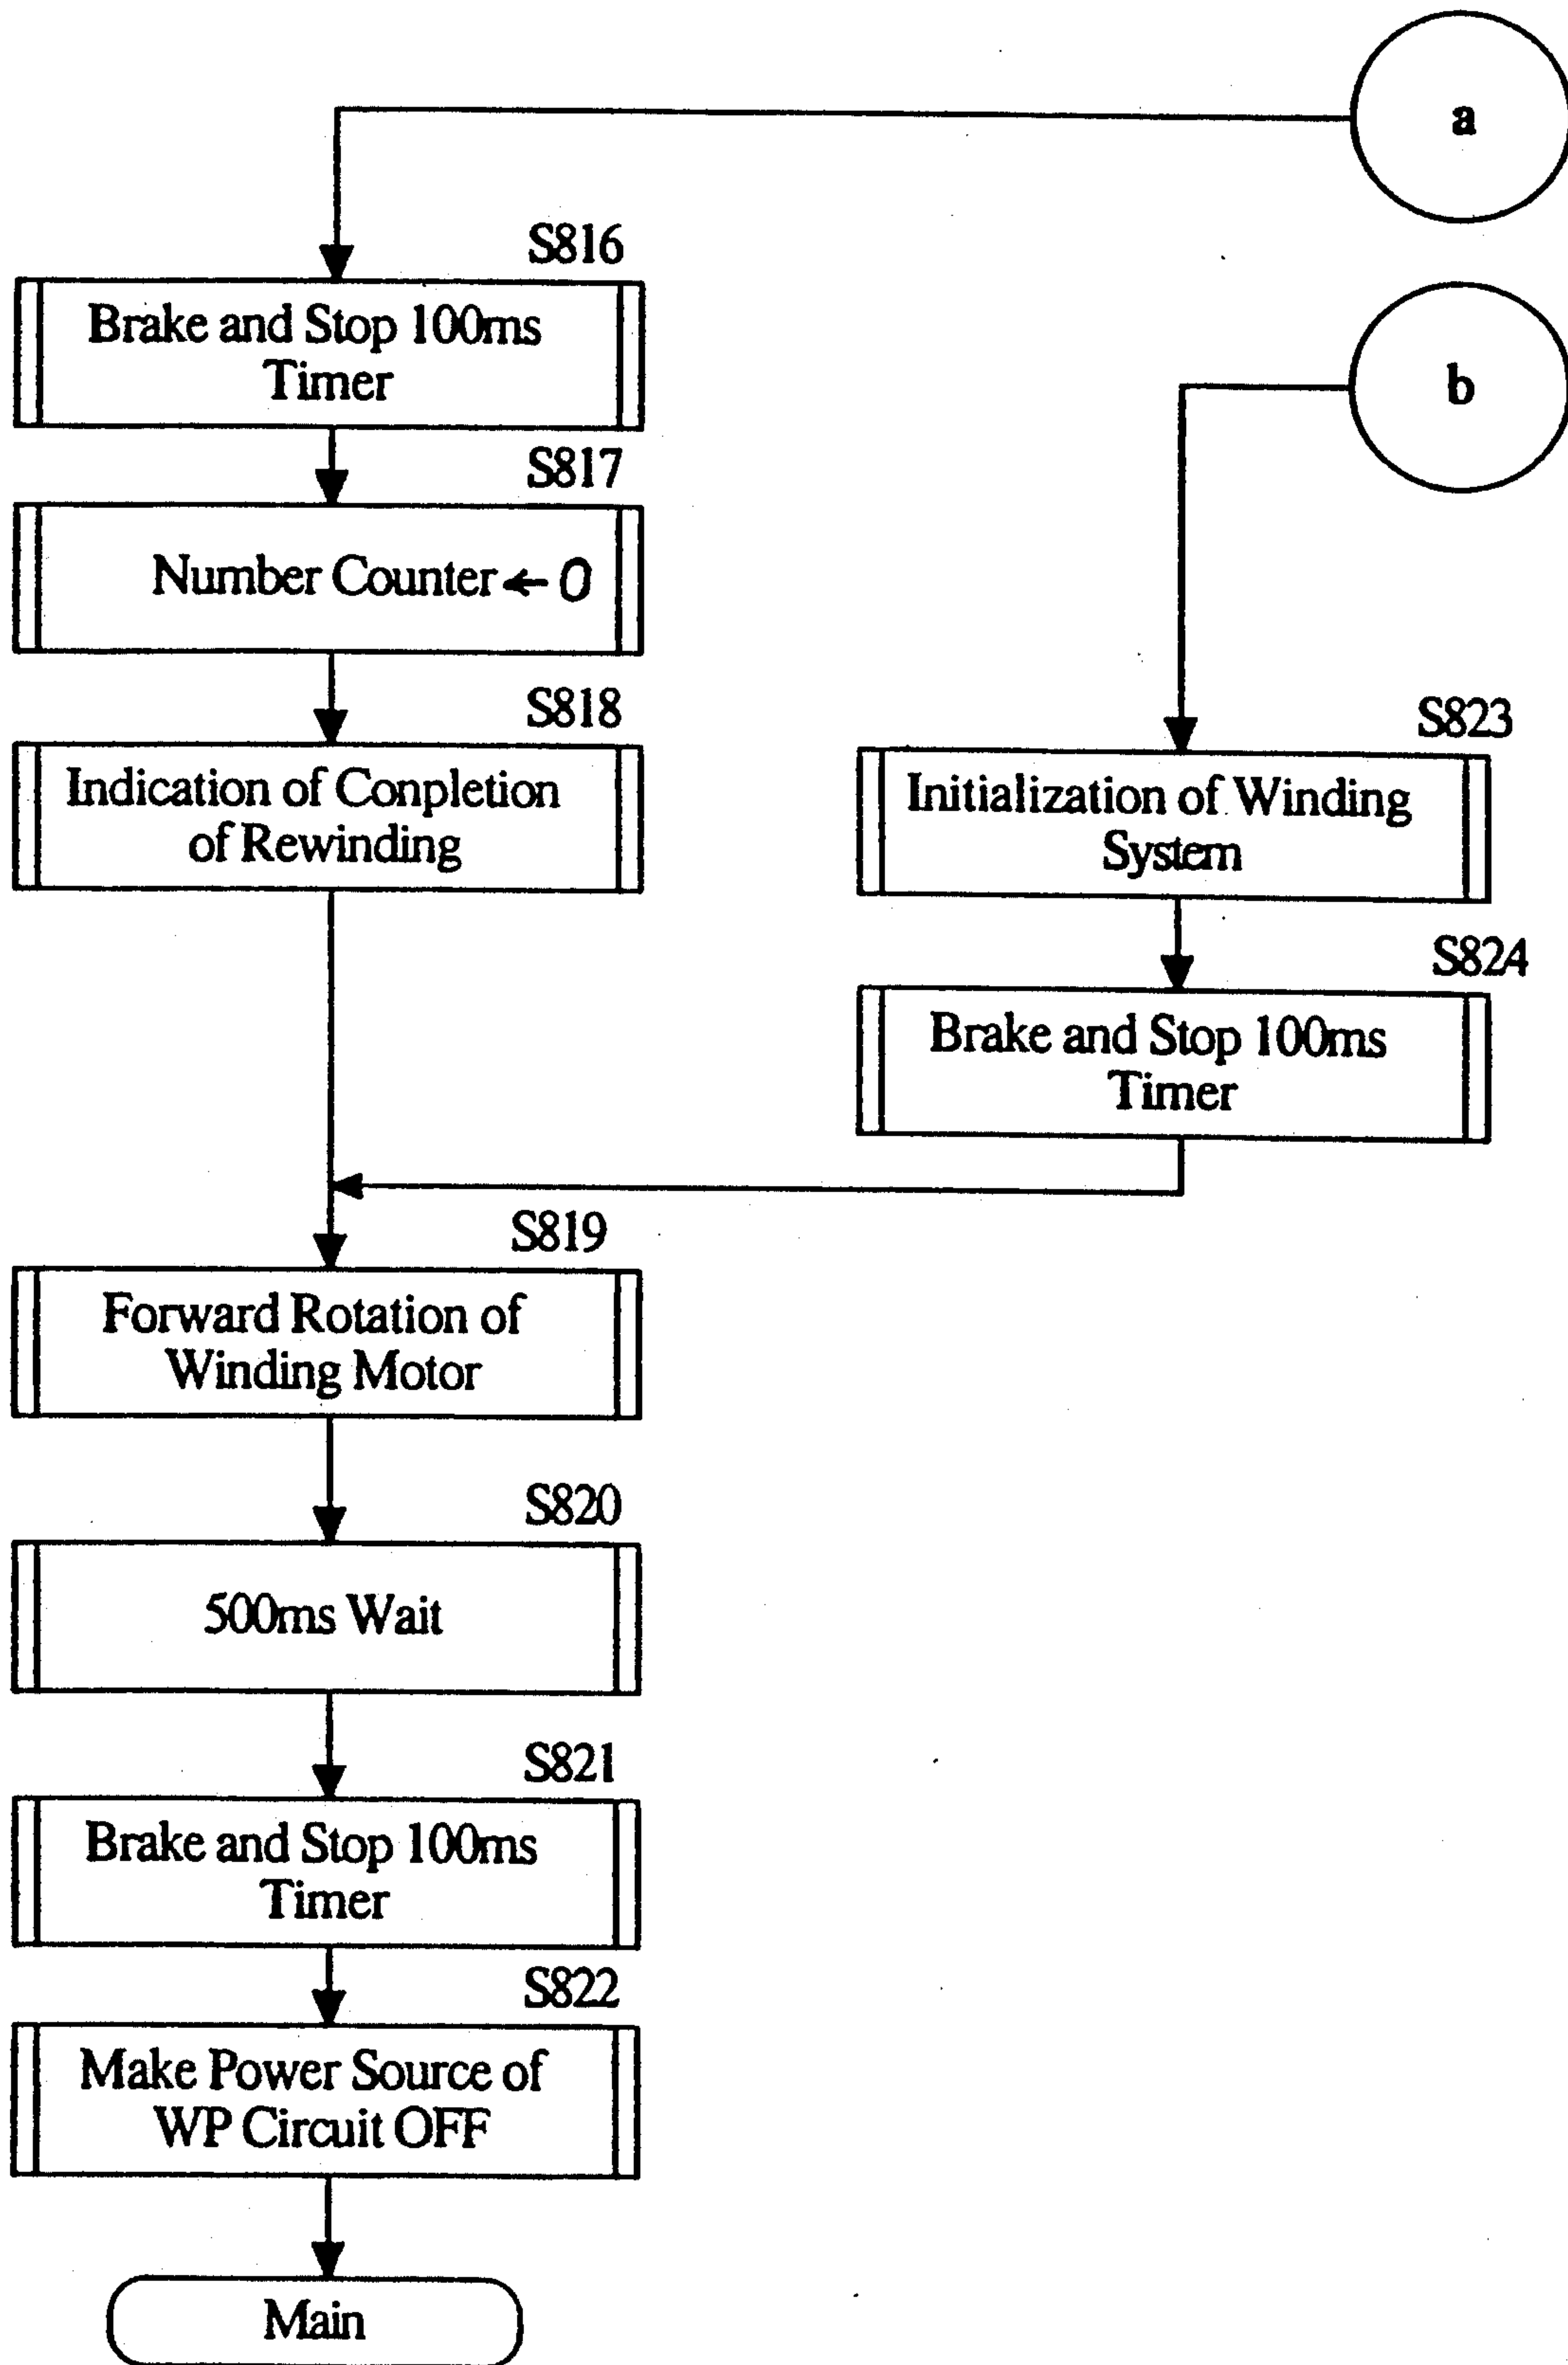 a
S816
Brake and Stop 100ms
Timer
b
S817
Number Counter ← 0
S818
Indication of Conpletion
of Rewinding
S823
Initialization of Winding
System
S824
Brake and Stop 100ms
Timer
S819
Forward Rotation of
Winding Motor
S820
500ms Wait
S821
Brake and Stop 100ms
Timer
S822
Make Power Source of
WP Circuit OFF
Main